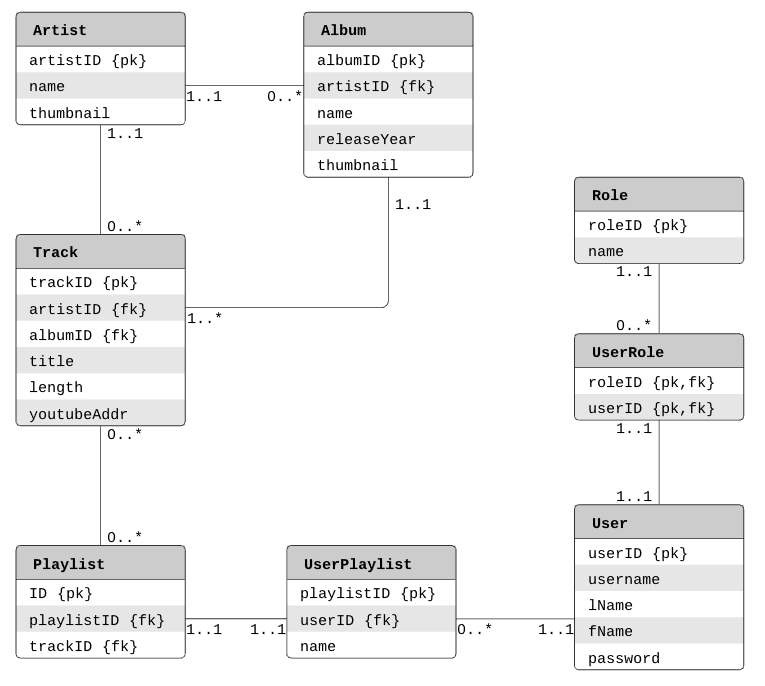 Artist
artistID {pk}
name
thumbnail
1..1
0..*
Album
albumID {pk}
artistID {fk}
name
releaseYear
thumbnail
1..1
0..*
1..1
Track
trackID {pk}
artistID {fk}
albumID {fk}
title
length
youtubeAddr
1..*
Role
roleID {pk}
name
1..1
0..*
UserRole
roleID {pk,fk}
userID {pk,fk}
1..1
1..1
0..*
0..*
Playlist
ID {pk}
playlistID {fk}
trackID {fk}
1..1
1..1
UserPlaylist
playlistID {pk}
userID {fk}
name
0..*
1..1
User
userID {pk}
username
lName
fName
password